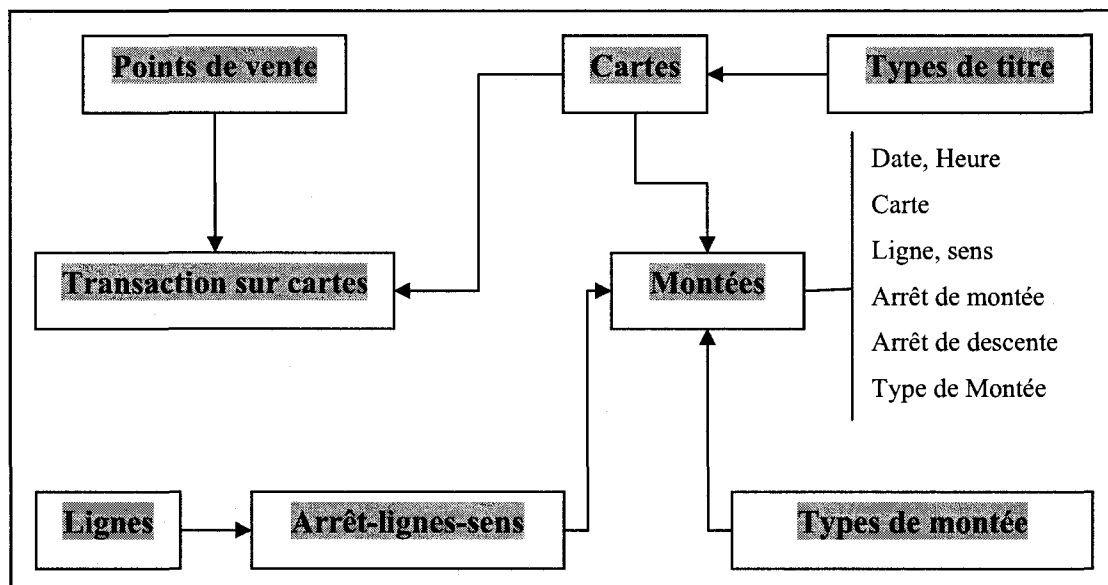 Points de vente
Cartes
Types de titre
Date, Heure
Carte
Ligne, sens
Arrêt de montée
Arrêt de descente
Type de Montée
Transaction sur cartes
Montées
Lignes
Arrêt-lignes-sens
Types de montée